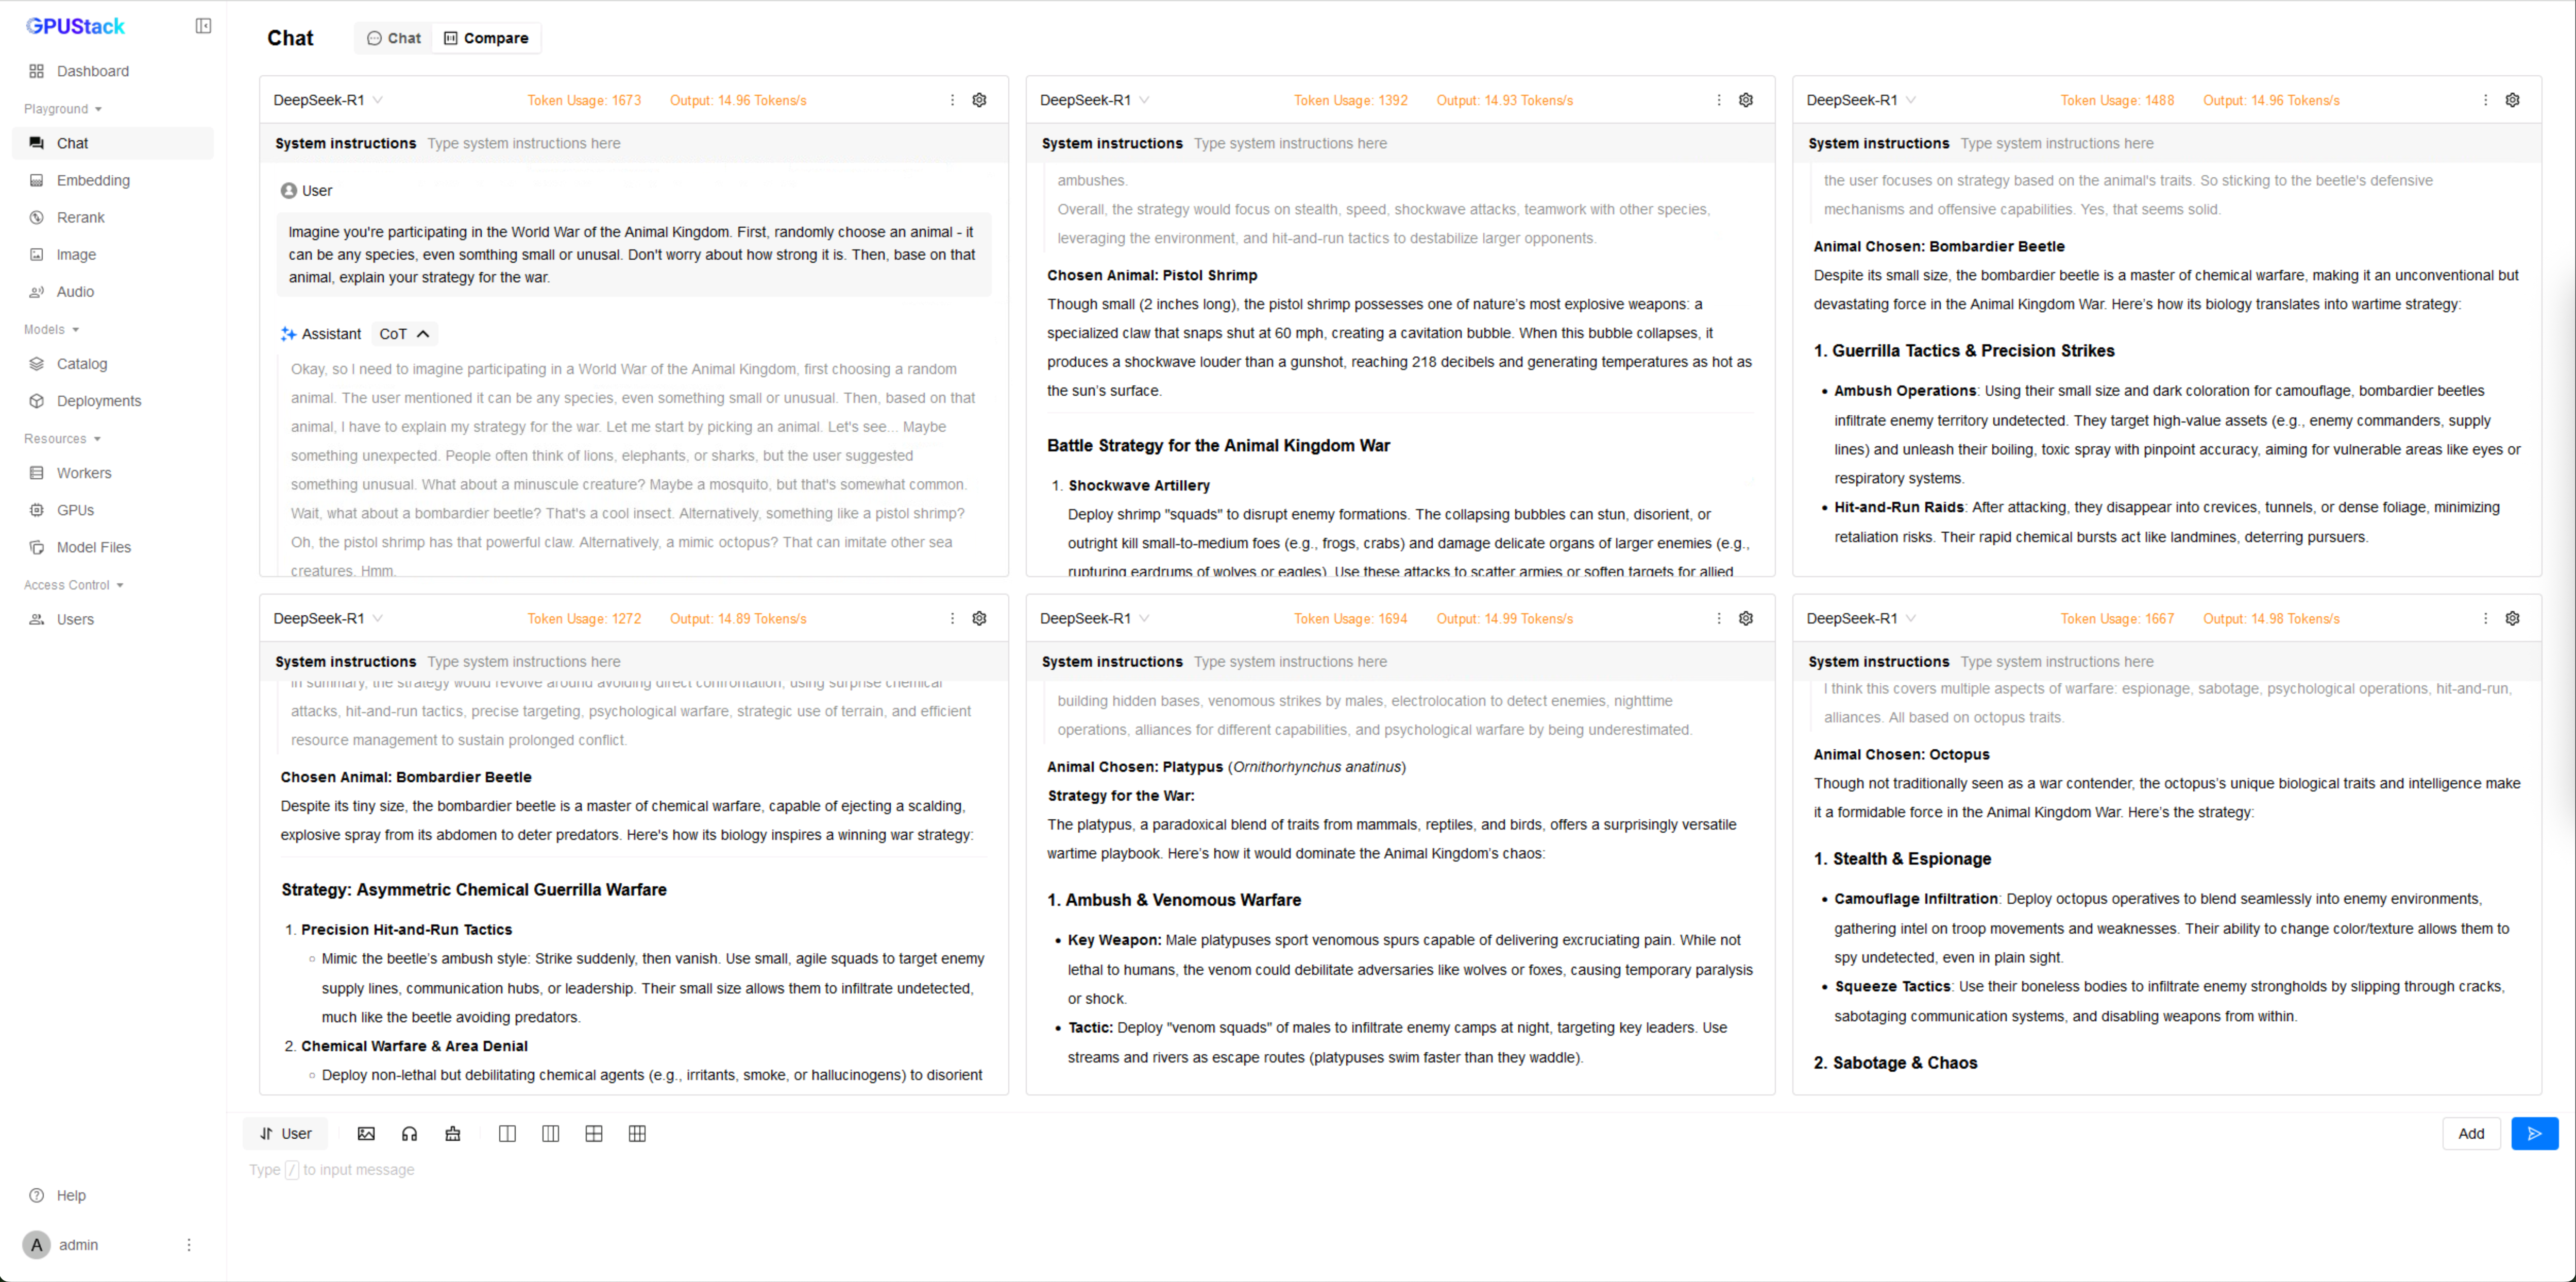 GPUStack
Dashboard
Playground
Chat
Embedding
Rerank
Image
Audio
Models
Catalog
Deployments
Resources
Workers
GPUs
Model Files
Access Control
Users
Help
A admin
Chat
Chat
Compare
DeepSeek-R1 Token Usage: 1673 Output: 14.96 Tokens/s
System instructions Type system instructions here
User
Imagine you're participating in the World War of the Animal Kingdom. First, randomly choose an animal - it
can be any species, even somthing small or unusal. Don't worry about how strong it is. Then, base on that
animal, explain your strategy for the war.
Assistant CoT
Okay, so I need to imagine participating in a World War of the Animal Kingdom, first choosing a random
animal. The user mentioned it can be any species, even something small or unusual. Then, based on that
animal, I have to explain my strategy for the war. Let me start by picking an animal. Let's see... Maybe
something unexpected. People often think of lions, elephants, or sharks, but the user suggested
something unusual. What about a minuscule creature? Maybe a mosquito, but that's somewhat common.
Wait, what about a bombardier beetle? That's a cool insect. Alternatively, something like a pistol shrimp?
Oh, the pistol shrimp has that powerful claw. Alternatively, a mimic octopus? That can imitate other sea
creatures. Hmm.
DeepSeek-R1 Token Usage: 1392 Output: 14.93 Tokens/s
System instructions Type system instructions here
ambushes.
Overall, the strategy would focus on stealth, speed, shockwave attacks, teamwork with other species,
leveraging the environment, and hit-and-run tactics to destabilize larger opponents.
Chosen Animal: Pistol Shrimp
Though small (2 inches long), the pistol shrimp possesses one of nature's most explosive weapons: a
specialized claw that snaps shut at 60 mph, creating a cavitation bubble. When this bubble collapses, it
produces a shockwave louder than a gunshot, reaching 218 decibels and generating temperatures as hot as
the sun's surface.
Battle Strategy for the Animal Kingdom War
1. Shockwave Artillery
Deploy shrimp "squads" to disrupt enemy formations. The collapsing bubbles can stun, disorient, or
outright kill small-to-medium foes (e.g., frogs, crabs) and damage delicate organs of larger enemies (e.g.,
rupturing eardrums of wolves or eagles). Use these attacks to scatter armies or soften targets for allied
DeepSeek-R1 Token Usage: 1488 Output: 14.96 Tokens/s
System instructions Type system instructions here
the user focuses on strategy based on the animal's traits. So sticking to the beetle's defensive
mechanisms and offensive capabilities. Yes, that seems solid.
Animal Chosen: Bombardier Beetle
Despite its small size, the bombardier beetle is a master of chemical warfare, making it an unconventional but
devastating force in the Animal Kingdom War. Here's how its biology translates into wartime strategy:
1. Guerrilla Tactics & Precision Strikes
• Ambush Operations: Using their small size and dark coloration for camouflage, bombardier beetles
infiltrate enemy territory undetected. They target high-value assets (e.g., enemy commanders, supply
lines) and unleash their boiling, toxic spray with pinpoint accuracy, aiming for vulnerable areas like eyes or
respiratory systems.
• Hit-and-Run Raids: After attacking, they disappear into crevices, tunnels, or dense foliage, minimizing
retaliation risks. Their rapid chemical bursts act like landmines, deterring pursuers.
DeepSeek-R1 Token Usage: 1272 Output: 14.89 Tokens/s
System instructions Type system instructions here
In summary, the strategy would revolve around avoiding direct confrontation, using surprise chemical
attacks, hit-and-run tactics, precise targeting, psychological warfare, strategic use of terrain, and efficient
resource management to sustain prolonged conflict.
Chosen Animal: Bombardier Beetle
Despite its tiny size, the bombardier beetle is a master of chemical warfare, capable of ejecting a scalding,
explosive spray from its abdomen to deter predators. Here's how its biology inspires a winning war strategy:
Strategy: Asymmetric Chemical Guerrilla Warfare
1. Precision Hit-and-Run Tactics
◦ Mimic the beetle's ambush style: Strike suddenly, then vanish. Use small, agile squads to target enemy
supply lines, communication hubs, or leadership. Their small size allows them to infiltrate undetected,
much like the beetle avoiding predators.
2. Chemical Warfare & Area Denial
◦ Deploy non-lethal but debilitating chemical agents (e.g., irritants, smoke, or hallucinogens) to disorient
DeepSeek-R1 Token Usage: 1694 Output: 14.99 Tokens/s
System instructions Type system instructions here
building hidden bases, venomous strikes by males, electrolocation to detect enemies, nighttime
operations, alliances for different capabilities, and psychological warfare by being underestimated.
Animal Chosen: Platypus (Ornithorhynchus anatinus)
Strategy for the War:
The platypus, a paradoxical blend of traits from mammals, reptiles, and birds, offers a surprisingly versatile
wartime playbook. Here's how it would dominate the Animal Kingdom's chaos:
1. Ambush & Venomous Warfare
• Key Weapon: Male platypuses sport venomous spurs capable of delivering excruciating pain. While not
lethal to humans, the venom could debilitate adversaries like wolves or foxes, causing temporary paralysis
or shock.
• Tactic: Deploy "venom squads" of males to infiltrate enemy camps at night, targeting key leaders. Use
streams and rivers as escape routes (platypuses swim faster than they waddle).
DeepSeek-R1 Token Usage: 1667 Output: 14.98 Tokens/s
System instructions Type system instructions here
I think this covers multiple aspects of warfare: espionage, sabotage, psychological operations, hit-and-run,
alliances. All based on octopus traits.
Animal Chosen: Octopus
Though not traditionally seen as a war contender, the octopus's unique biological traits and intelligence make
it a formidable force in the Animal Kingdom War. Here's the strategy:
1. Stealth & Espionage
• Camouflage Infiltration: Deploy octopus operatives to blend seamlessly into enemy environments,
gathering intel on troop movements and weaknesses. Their ability to change color/texture allows them to
spy undetected, even in plain sight.
• Squeeze Tactics: Use their boneless bodies to infiltrate enemy strongholds by slipping through cracks,
sabotaging communication systems, and disabling weapons from within.
2. Sabotage & Chaos
User
Add
Type / to input message